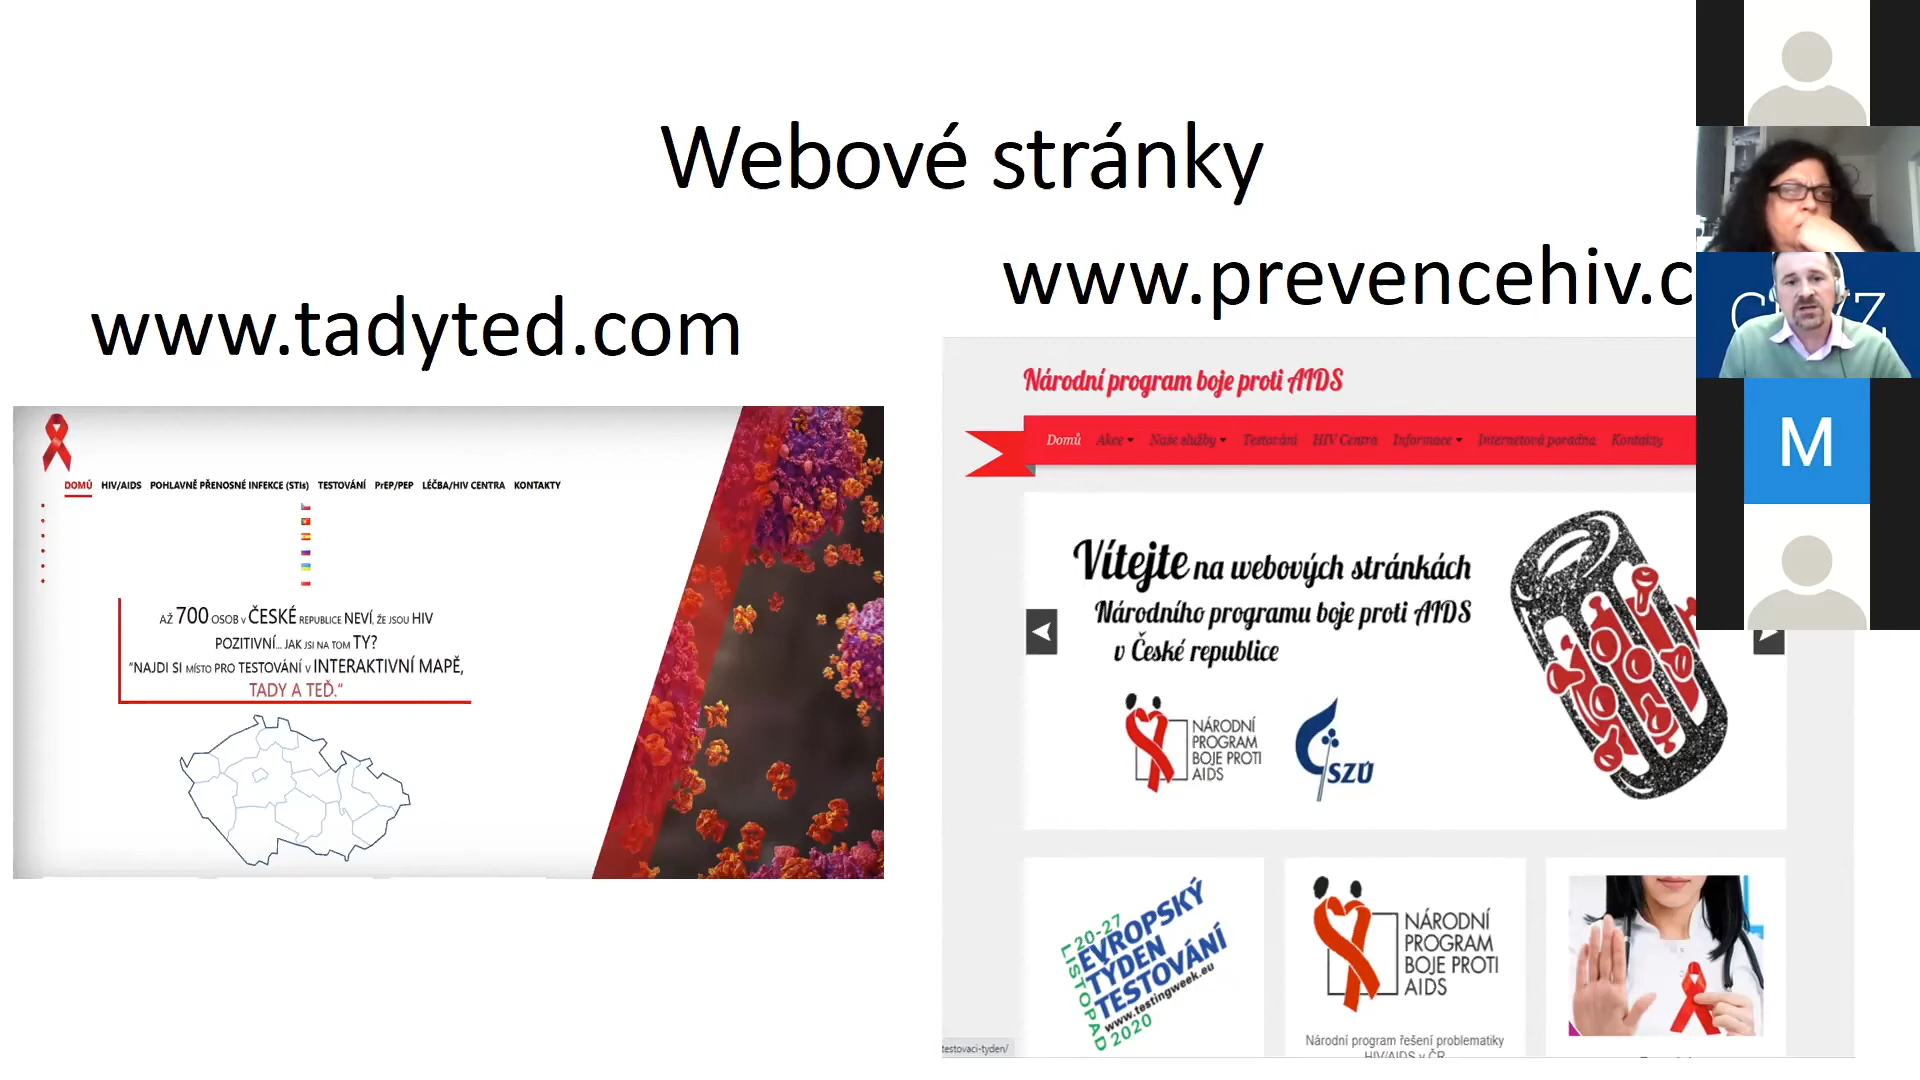 Webové stránky
www.tadyted.com
www.prevencehiv.c
DOMŮ HIV/AIDS POHLAVNĚ PŘENOSNÉ INFEKCE (STIs) TESTOVÁNÍ PrEP/PEP LÉČBA/HIV CENTRA KONTAKTY
AŽ 700 OSOB V ČESKÉ REPUBLICE NEVÍ, ŽE JSOU HIV
POZITIVNÍ... JAK JSI NA TOM TY?
"NAJDI SI MÍSTO PRO TESTOVÁNÍ V INTERAKTIVNÍ MAPĚ,
TADY A TEĎ."
Národní program boje proti AIDS
Domů Akce Naše služby Testování HIV Centra Informace Internetová poradna Kontakty
Vítejte na webových stránkách
Národního programu boje proti AIDS
v České republice
NÁRODNÍ
PROGRAM
BOJE PROTI
AIDS
SZÚ
20-27
LISTOPAD
EVROPSKÝ
TÝDEN
TESTOVÁNÍ
www.testingweek.eu
2020
NÁRODNÍ
PROGRAM
BOJE PROTI
AIDS
Národní program řešení problematiky
HIV/AIDS v ČR
testovaci-tyden/
M